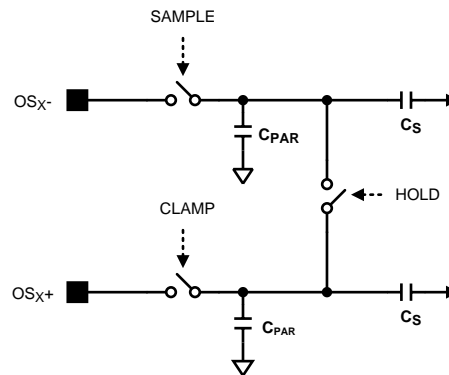 SAMPLE
OSX-
CPAR
CS
HOLD
CLAMP
OSX+
CPAR
CS